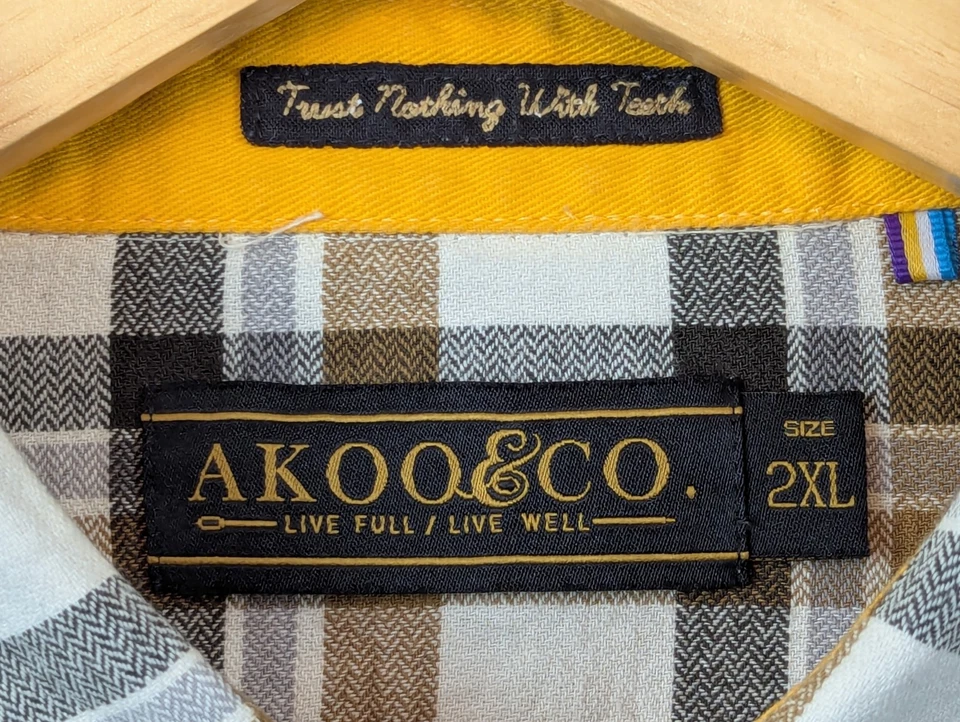 Trust Nothing With Teeth.
AKOO&CO.
LIVE FULL / LIVE WELL
SIZE
2XL